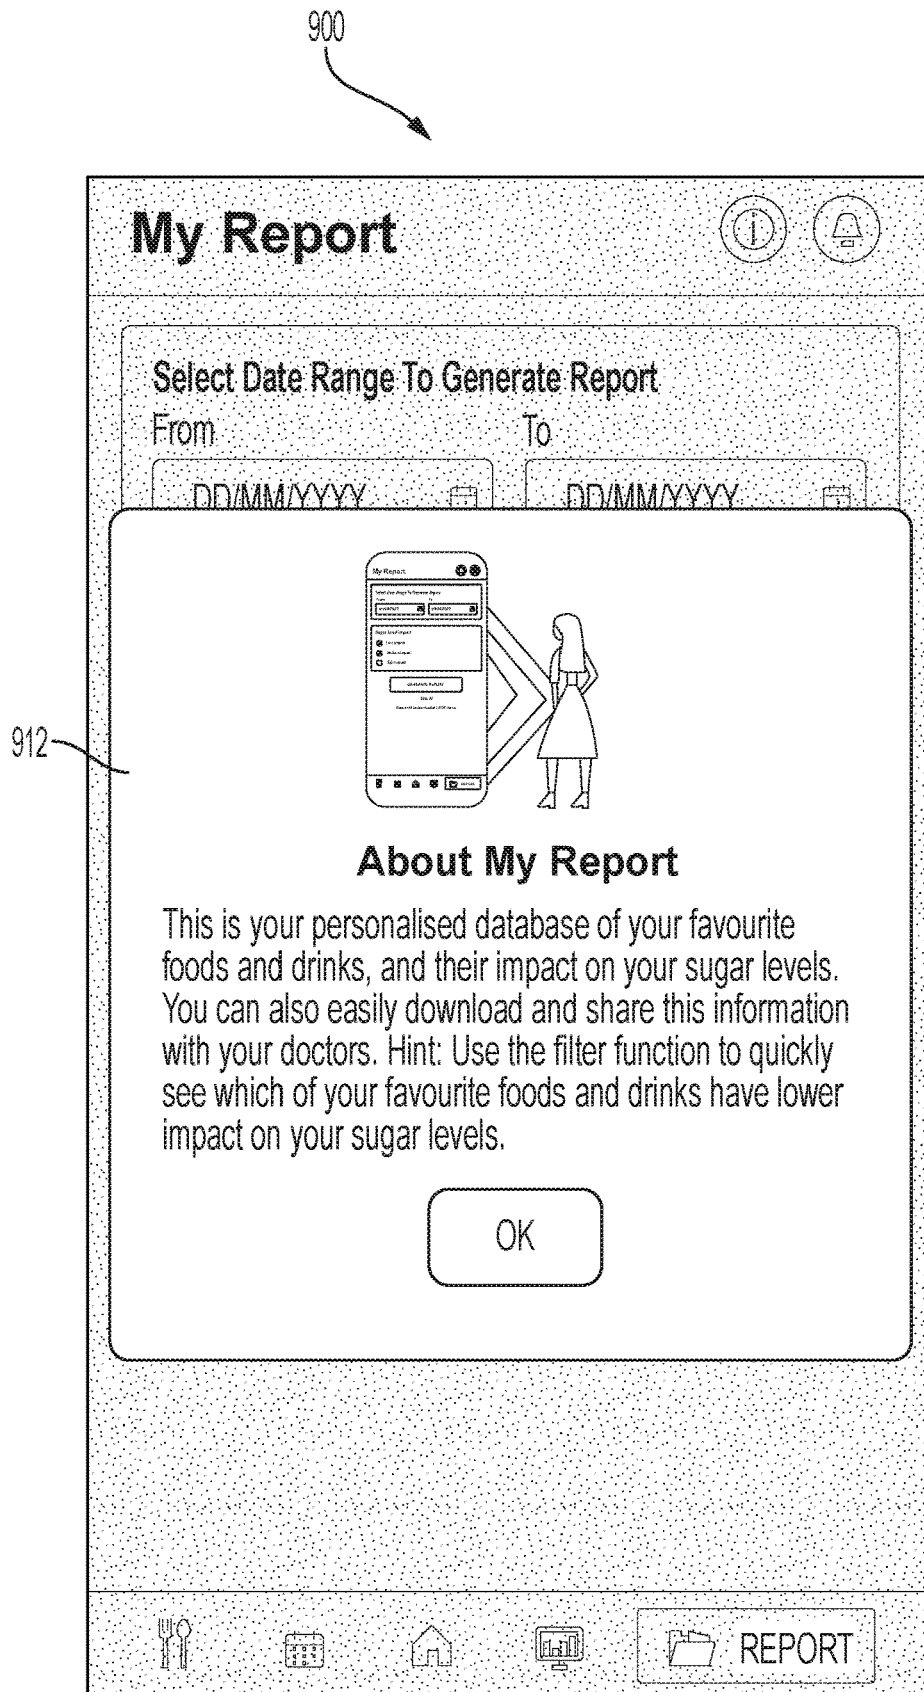 900
My Report
Select Date Range To Generate Report
From To
DD/MM/YYYY DD/MM/YYYY
My Report
912
About My Report
This is your personalised database of your favourite
foods and drinks, and their impact on your sugar levels.
You can also easily download and share this information
with your doctors. Hint: Use the filter function to quickly
see which of your favourite foods and drinks have lower
impact on your sugar levels.
OK
REPORT